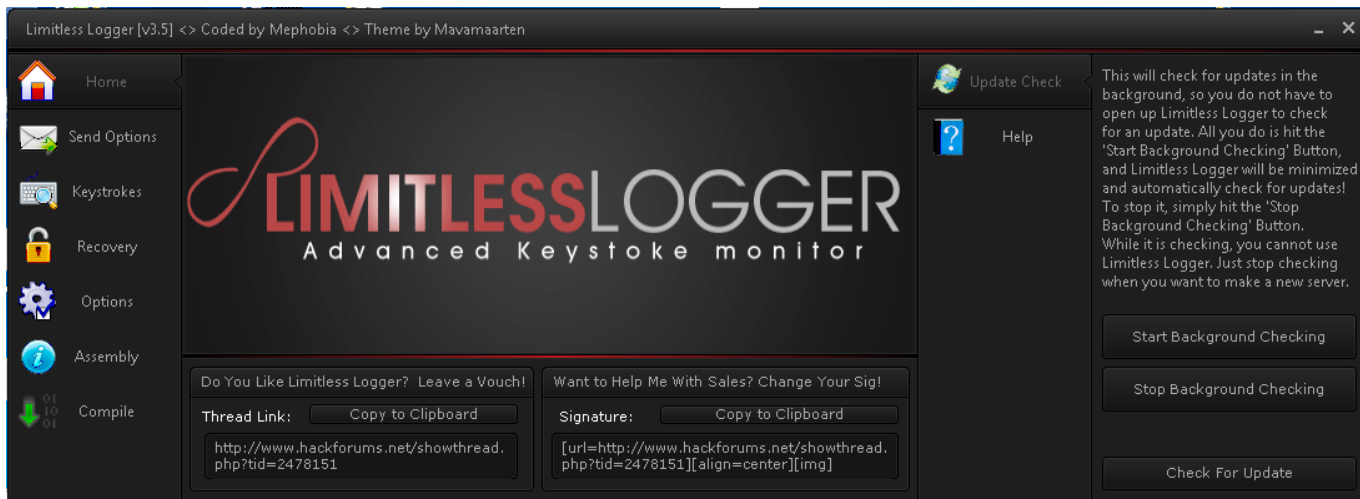 Limitless Logger [v3.5] <> Coded by Mephobia <> Theme by Mavamaarten
Home
Send Options
Keystrokes
Recovery
Options
Assembly
Compile
LIMITLESSLOGGER
Advanced Keystoke monitor
Do You Like Limitless Logger? Leave a Vouch!
Thread Link:
Copy to Clipboard
http://www.hackforums.net/showthread.
php?tid=2478151
Want to Help Me With Sales? Change Your Sig!
Signature:
Copy to Clipboard
[url=http://www.hackforums.net/showthread.
php?tid=2478151][align=center][img]
Update Check
Help
This will check for updates in the
background, so you do not have to
open up Limitless Logger to check
for an update. All you do is hit the
'Start Background Checking' Button,
and Limitless Logger will be minimized
and automatically check for updates!
To stop it, simply hit the 'Stop
Background Checking' Button.
While it is checking, you cannot use
Limitless Logger. Just stop checking
when you want to make a new server.
Start Background Checking
Stop Background Checking
Check For Update
01
10
01